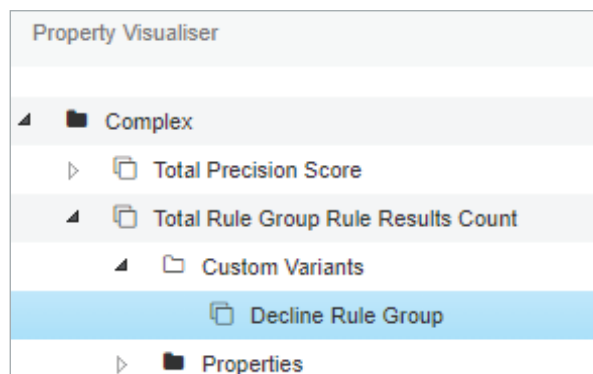 Property Visualiser
Complex
Total Precision Score
Total Rule Group Rule Results Count
Custom Variants
Decline Rule Group
Properties